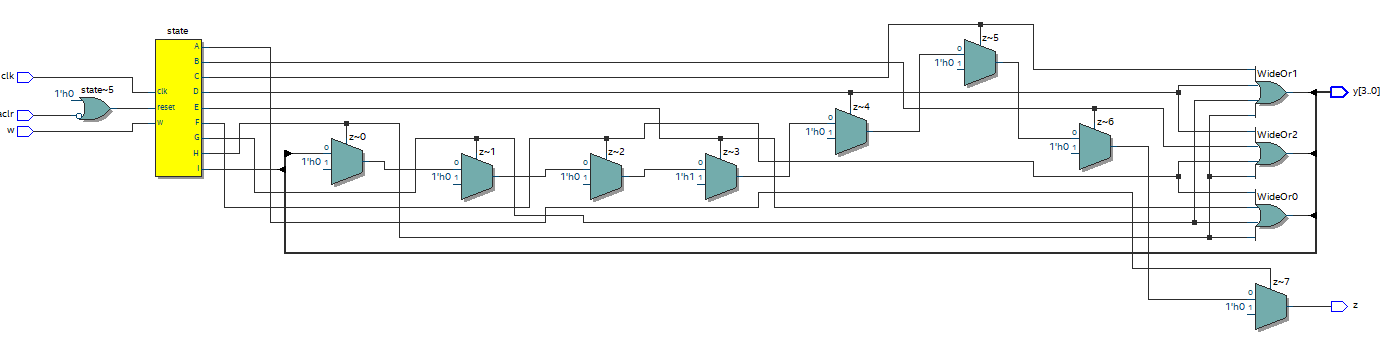 state
clk
A
B
C
D
E
F
G
H
I
clk
reset
w
state~5
1'h0
aclr
w
z~0
0
1'h0 1
z~1
0
1'h0 1
z~2
0
1'h0 1
z~3
0
1'h1 1
z~4
0
1'h0 1
z~5
0
1'h0 1
z~6
0
1'h0 1
WideOr1
y[3..0]
WideOr2
WideOr0
z~7
0
1'h0 1
z